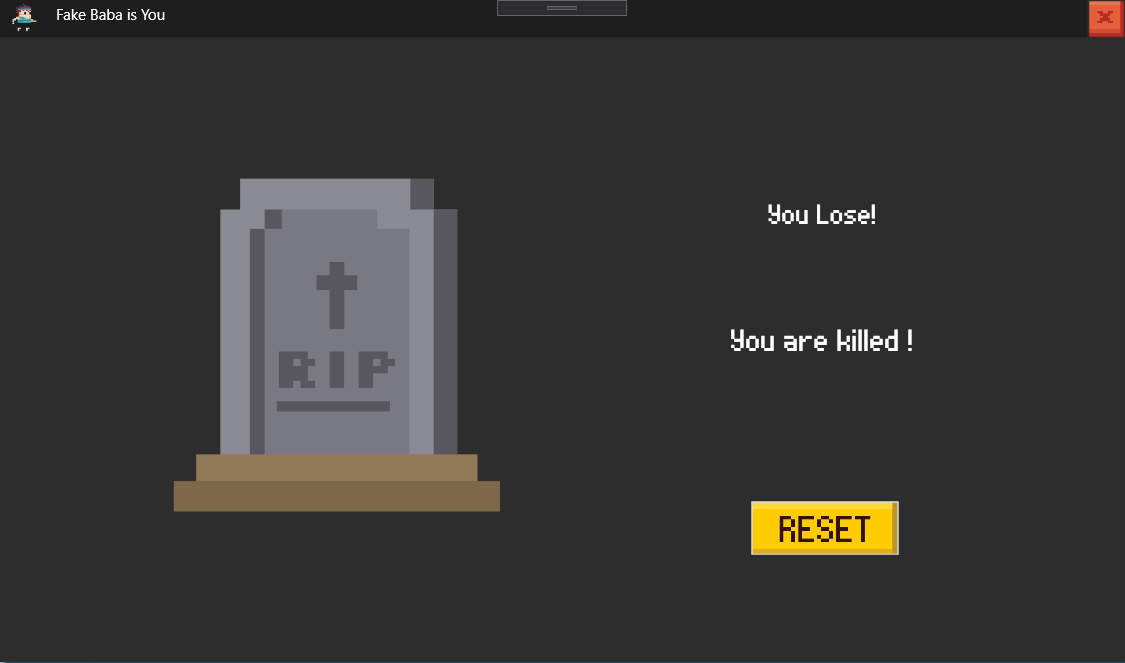 Fake Baba is You
You Lose!
RIP
You are killed !
RESET